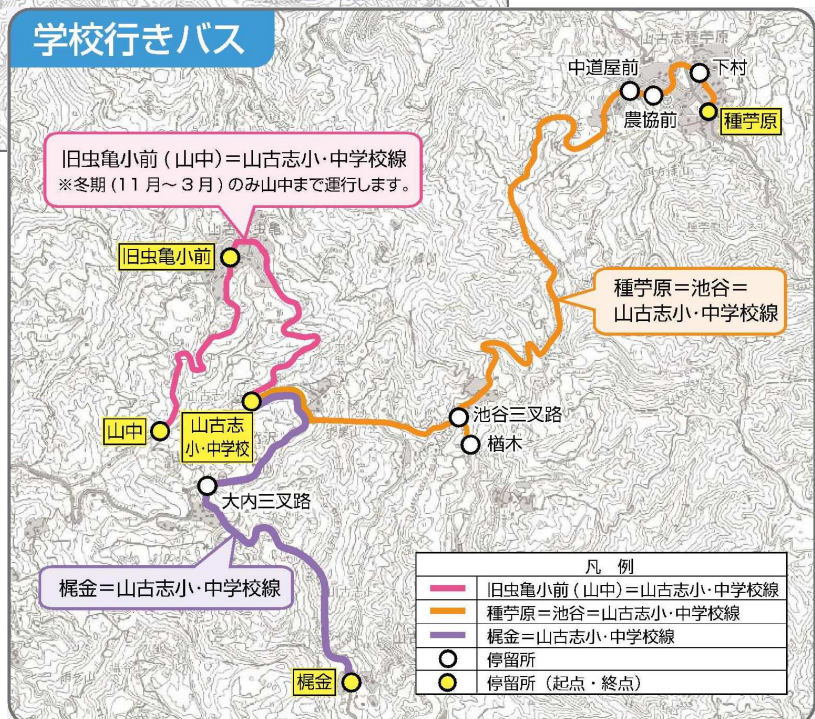 学校行きバス
山古志種苧原
中道屋前
下村
農協前
種苧原
旧虫亀小前(山中)=山古志小・中学校線
※冬期(11月~3月)のみ山中まで運行します。
旧虫亀小前
種苧原=池谷=
山古志小・中学校線
山中
山古志
小・中学校
池谷三叉路
楢木
大内三叉路
梶金=山古志小・中学校線
梶金
凡 例
旧虫亀小前(山中)=山古志小・中学校線
種苧原=池谷=山古志小・中学校線
梶金=山古志小・中学校線
停留所
停留所(起点・終点)